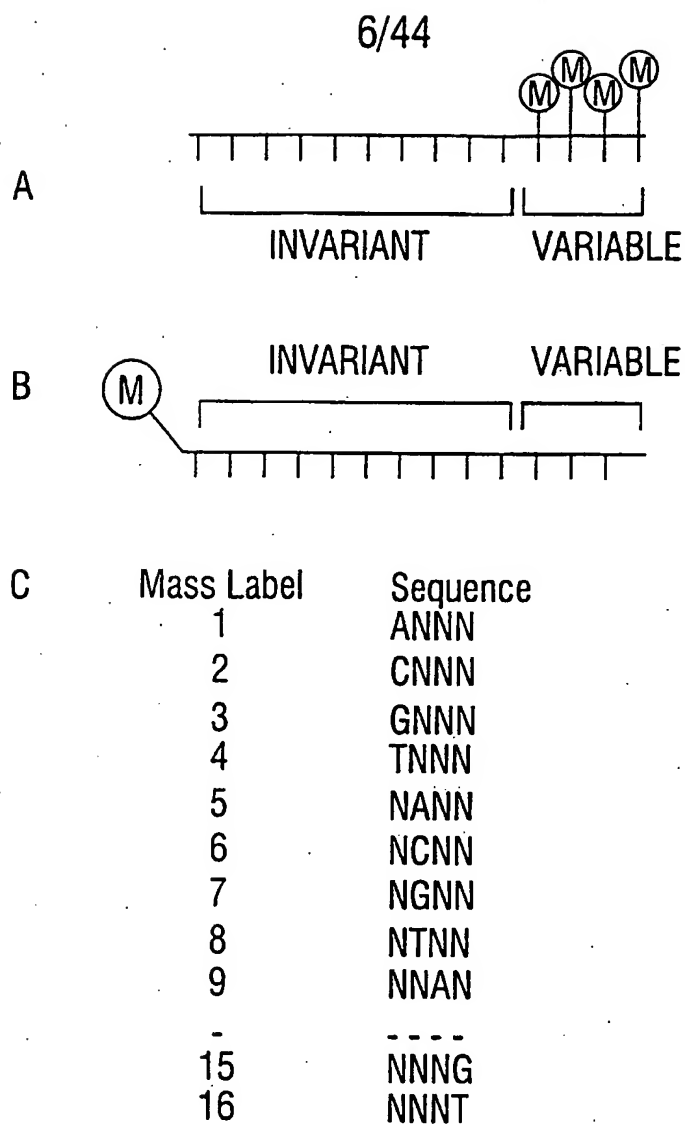 6/44
M M M M
A
INVARIANT VARIABLE
INVARIANT VARIABLE
B M
C Mass Label Sequence
1 ANNN
2 CNNN
3 GNNN
4 TNNN
5 NANN
6 NCNN
7 NGNN
8 NTNN
9 NNAN
- ----
15 NNNG
16 NNNT